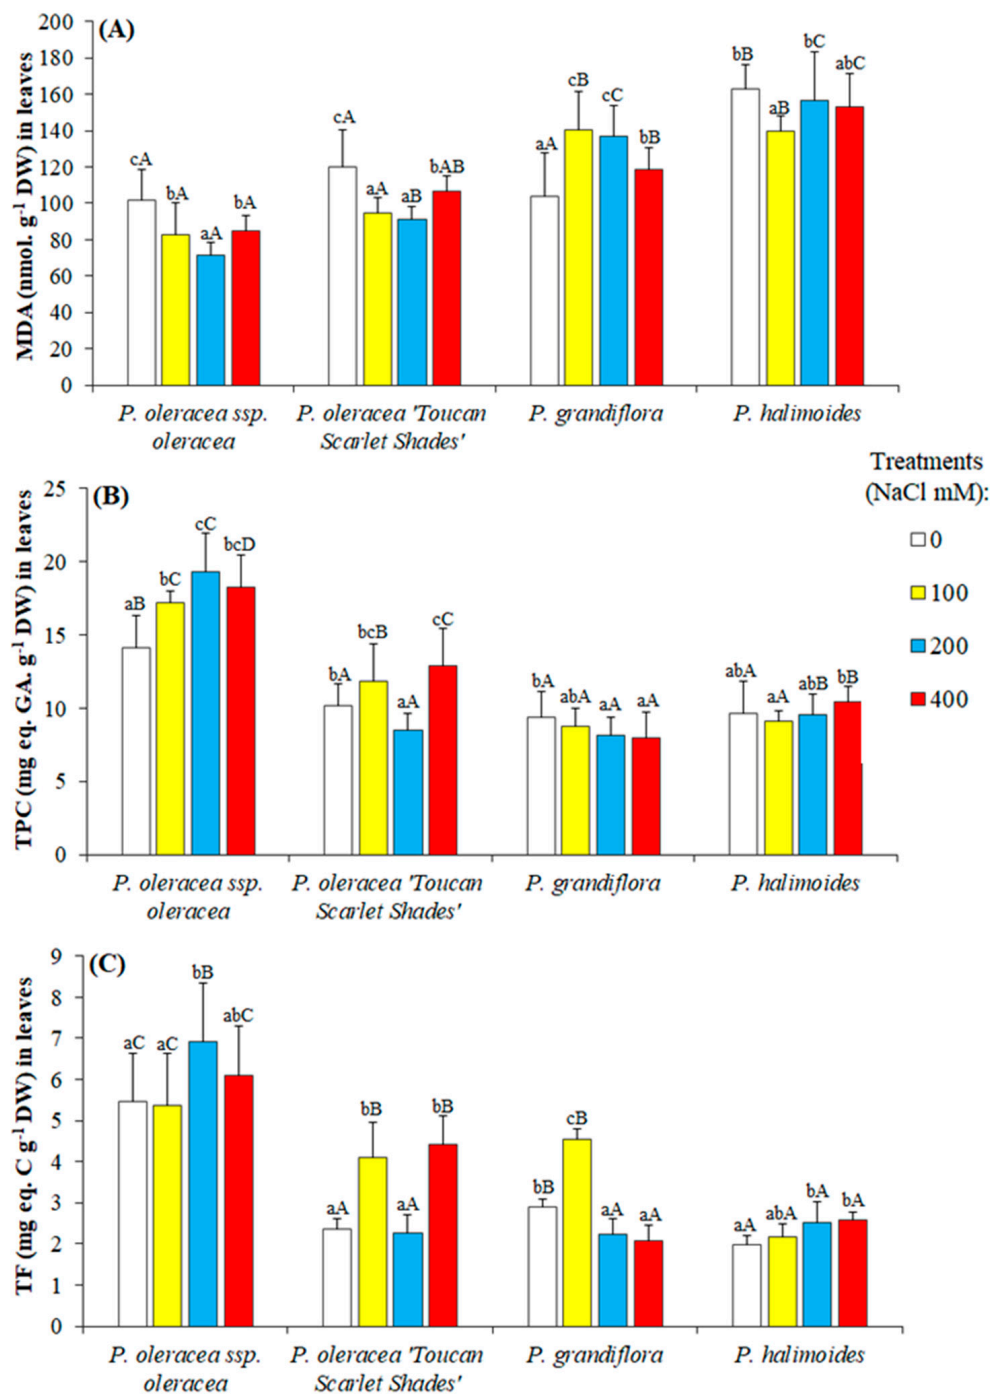 (A)
MDA (nmol. g⁻¹ DW) in leaves
200
180
160
140
120
100
80
60
40
20
0
cA
bA
aA
bA
cA
aA
aB
bAB
aA
cB
cC
bB
bB
aB
bC
abC
P. oleracea ssp.
oleracea
P. oleracea 'Toucan
Scarlet Shades'
P. grandiflora
P. halimoides
Treatments
(NaCl mM):
0
100
200
400
(B)
TPC (mg eq. GA. g⁻¹ DW) in leaves
25
20
15
10
5
0
aB
bC
cC
bcD
bA
bcB
aA
cC
bA
abA
aA
aA
abA
aA
abB
bB
P. oleracea ssp.
oleracea
P. oleracea 'Toucan
Scarlet Shades'
P. grandiflora
P. halimoides
(C)
TF (mg eq. C g⁻¹ DW) in leaves
9
8
7
6
5
4
3
2
1
0
aC
aC
bB
abC
aA
bB
aA
bB
bB
cB
aA
aA
aA
abA
bA
bA
P. oleracea ssp.
oleracea
P. oleracea 'Toucan
Scarlet Shades'
P. grandiflora
P. halimoides